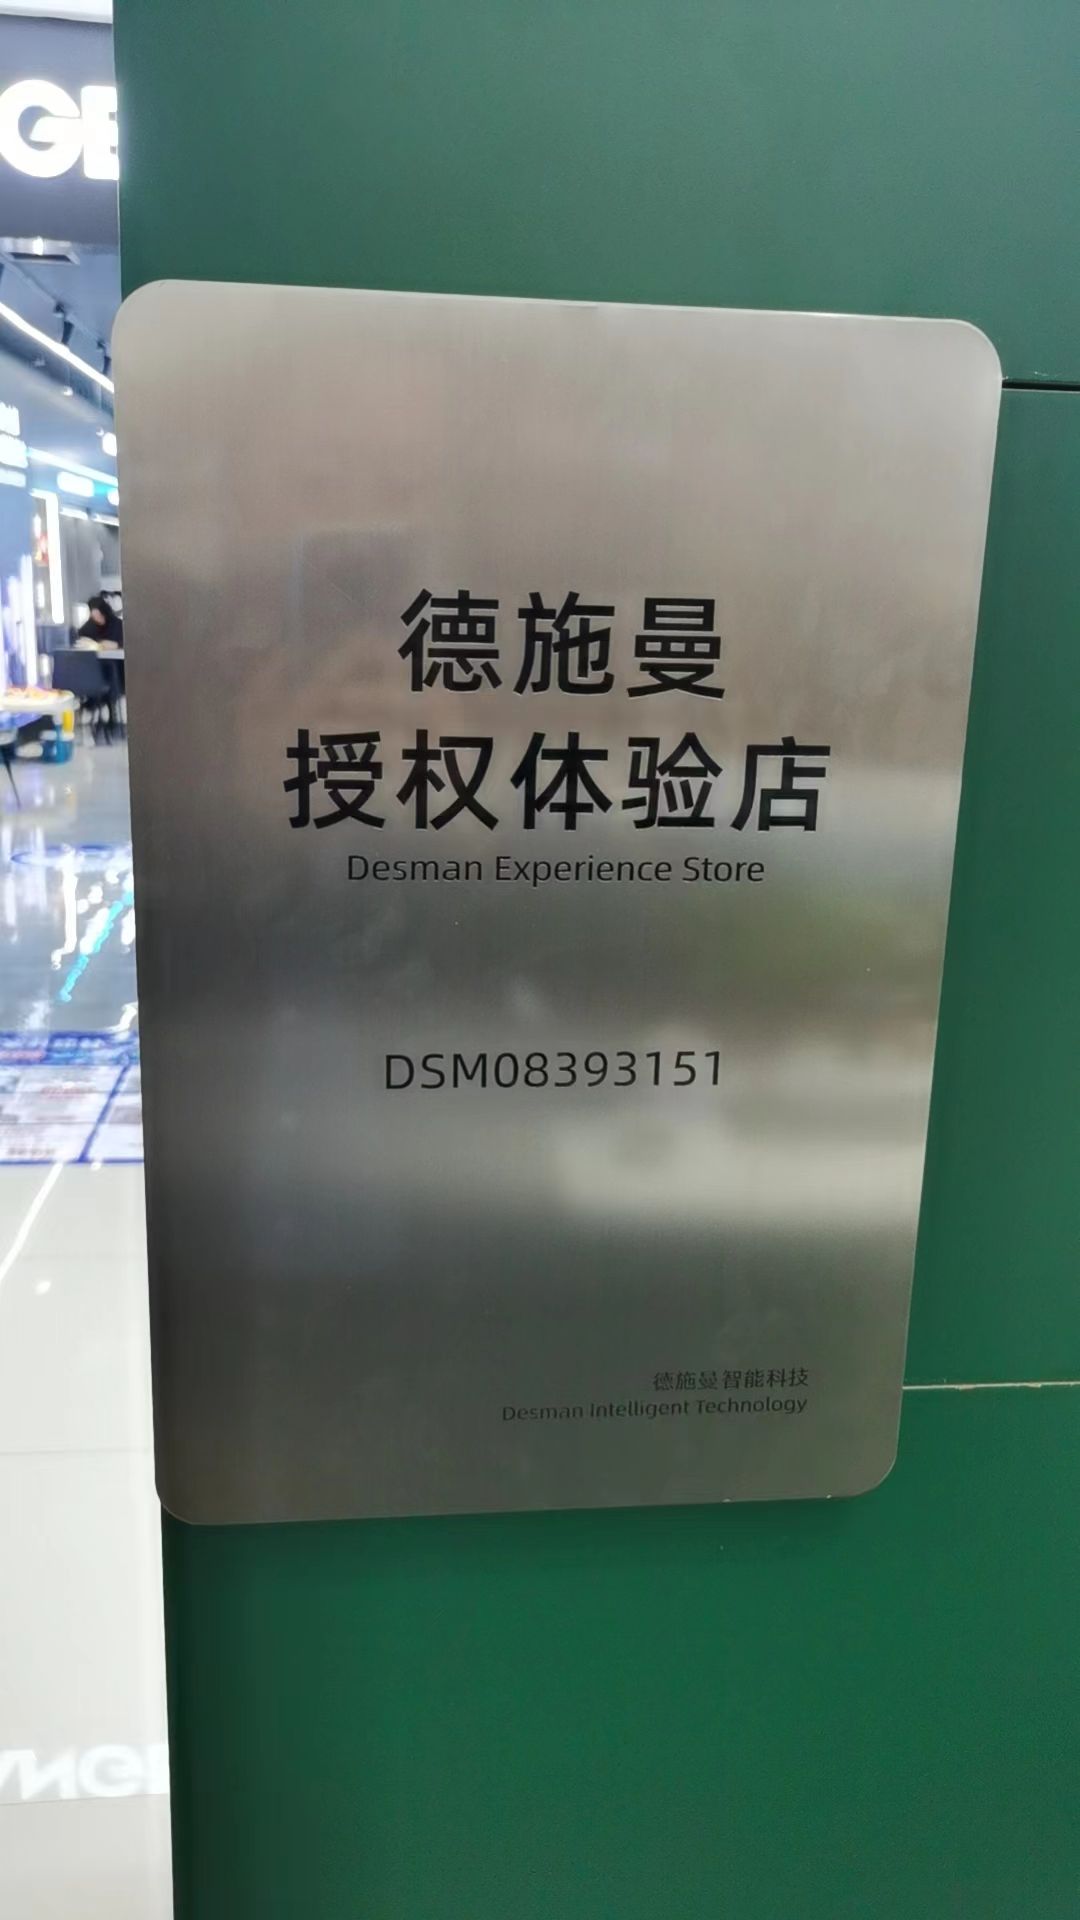 GE
德施曼
授权体验店
Desman Experience Store
DSM08393151
德施曼智能科技
Desman Intelligent Technology